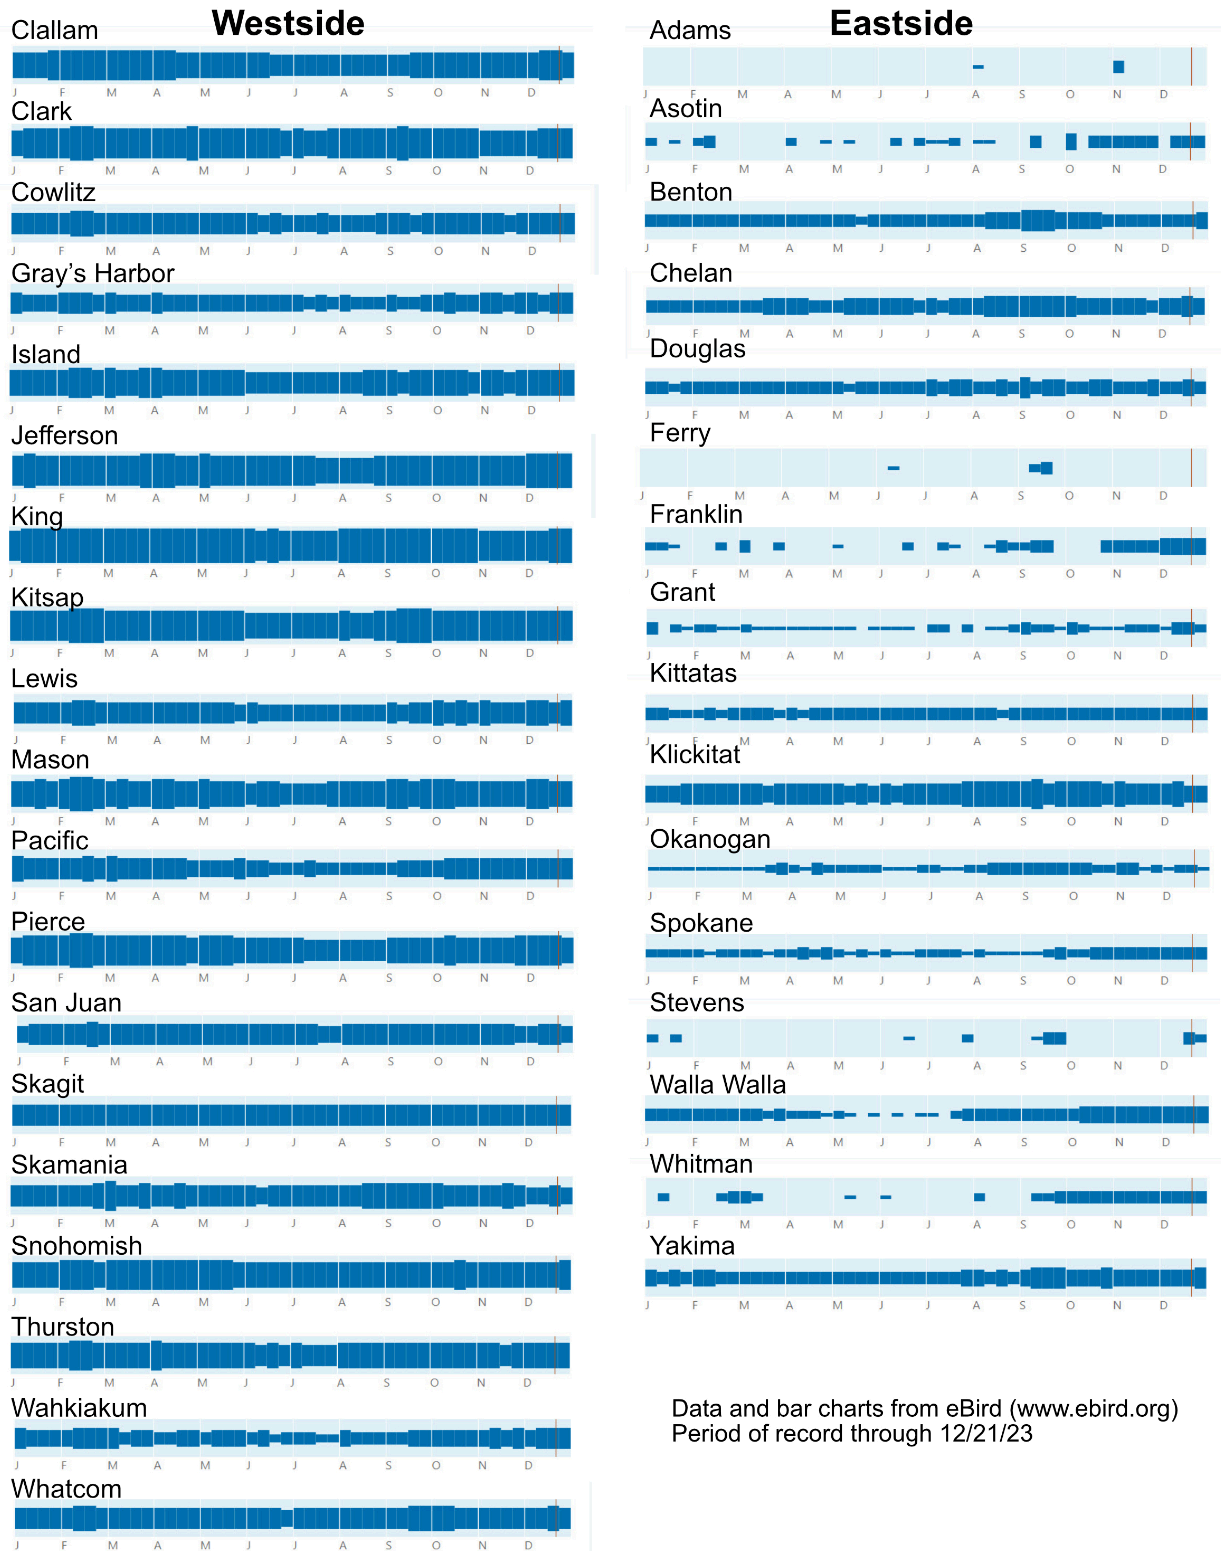 Westside
Clallam
J F M A M J J A S O N D
Clark
J F M A M J J A S O N D
Cowlitz
J F M A M J J A S O N D
Gray’s Harbor
J F M A M J J A S O N D
Island
J F M A M J J A S O N D
Jefferson
J F M A M J J A S O N D
King
J F M A M J J A S O N D
Kitsap
J F M A M J J A S O N D
Lewis
J F M A M J J A S O N D
Mason
J F M A M J J A S O N D
Pacific
J F M A M J J A S O N D
Pierce
J F M A M J J A S O N D
San Juan
J F M A M J J A S O N D
Skagit
J F M A M J J A S O N D
Skamania
J F M A M J J A S O N D
Snohomish
J F M A M J J A S O N D
Thurston
J F M A M J J A S O N D
Wahkiakum
J F M A M J J A S O N D
Whatcom
J F M A M J J A S O N D
Eastside
Adams
J F M A M J J A S O N D
Asotin
J F M A M J J A S O N D
Benton
J F M A M J J A S O N D
Chelan
J F M A M J J A S O N D
Douglas
J F M A M J J A S O N D
Ferry
J F M A M J J A S O N D
Franklin
J F M A M J J A S O N D
Grant
J F M A M J J A S O N D
Kittatas
J F M A M J J A S O N D
Klickitat
J F M A M J J A S O N D
Okanogan
J F M A M J J A S O N D
Spokane
J F M A M J J A S O N D
Stevens
J F M A M J J A S O N D
Walla Walla
J F M A M J J A S O N D
Whitman
J F M A M J J A S O N D
Yakima
J F M A M J J A S O N D
Data and bar charts from eBird (www.ebird.org)
Period of record through 12/21/23